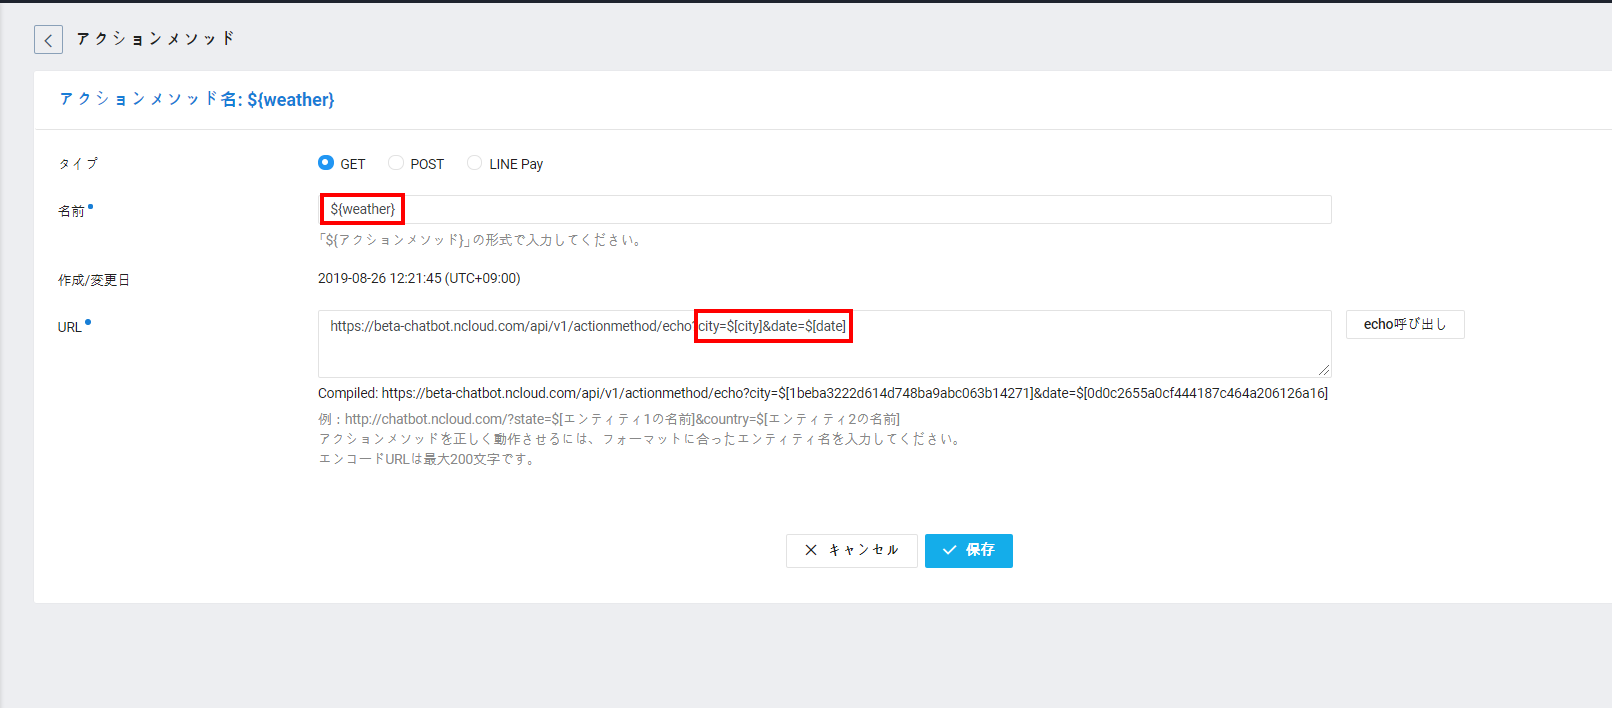 アクションメソッド
アクションメソッド名: ${weather}
タイプ GET POST LINE Pay
名前 ${weather}
「${アクションメソッド}」の形式で入力してください。
作成/変更日 2019-08-26 12:21:45 (UTC+09:00)
URL https://beta-chatbot.ncloud.com/api/v1/actionmethod/echo?city=$[city]&date=$[date] echo呼び出し
Compiled: https://beta-chatbot.ncloud.com/api/v1/actionmethod/echo?city=$[1beba3222d614d748ba9abc063b14271]&date=$[0d0c2655a0cf444187c464a206126a16]
例：http://chatbot.ncloud.com/?state=$[エンティティ1の名前]&country=$[エンティティ2の名前]
アクションメソッドを正しく動作させるには、フォーマットに合ったエンティティ名を入力してください。
エンコードURLは最大200文字です。
キャンセル 保存